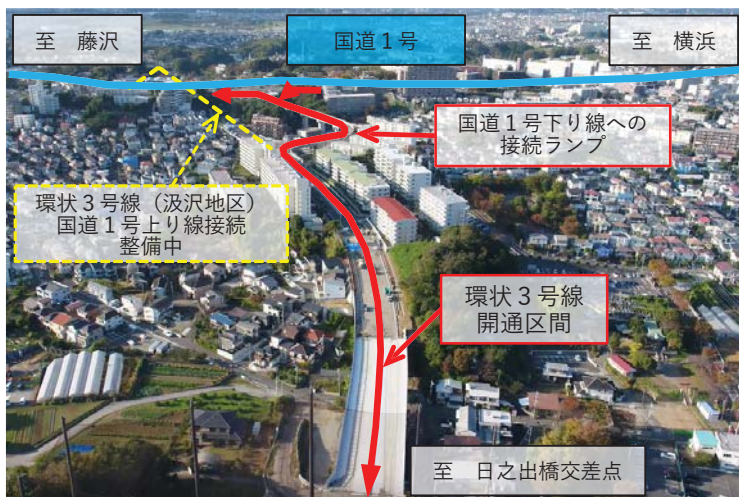 至　藤沢
国道1号
至　横浜
国道１号下り線への
接続ランプ
環状３号線（汲沢地区）
国道１号上り線接続
整備中
環状３号線
開通区間
至　日之出橋交差点